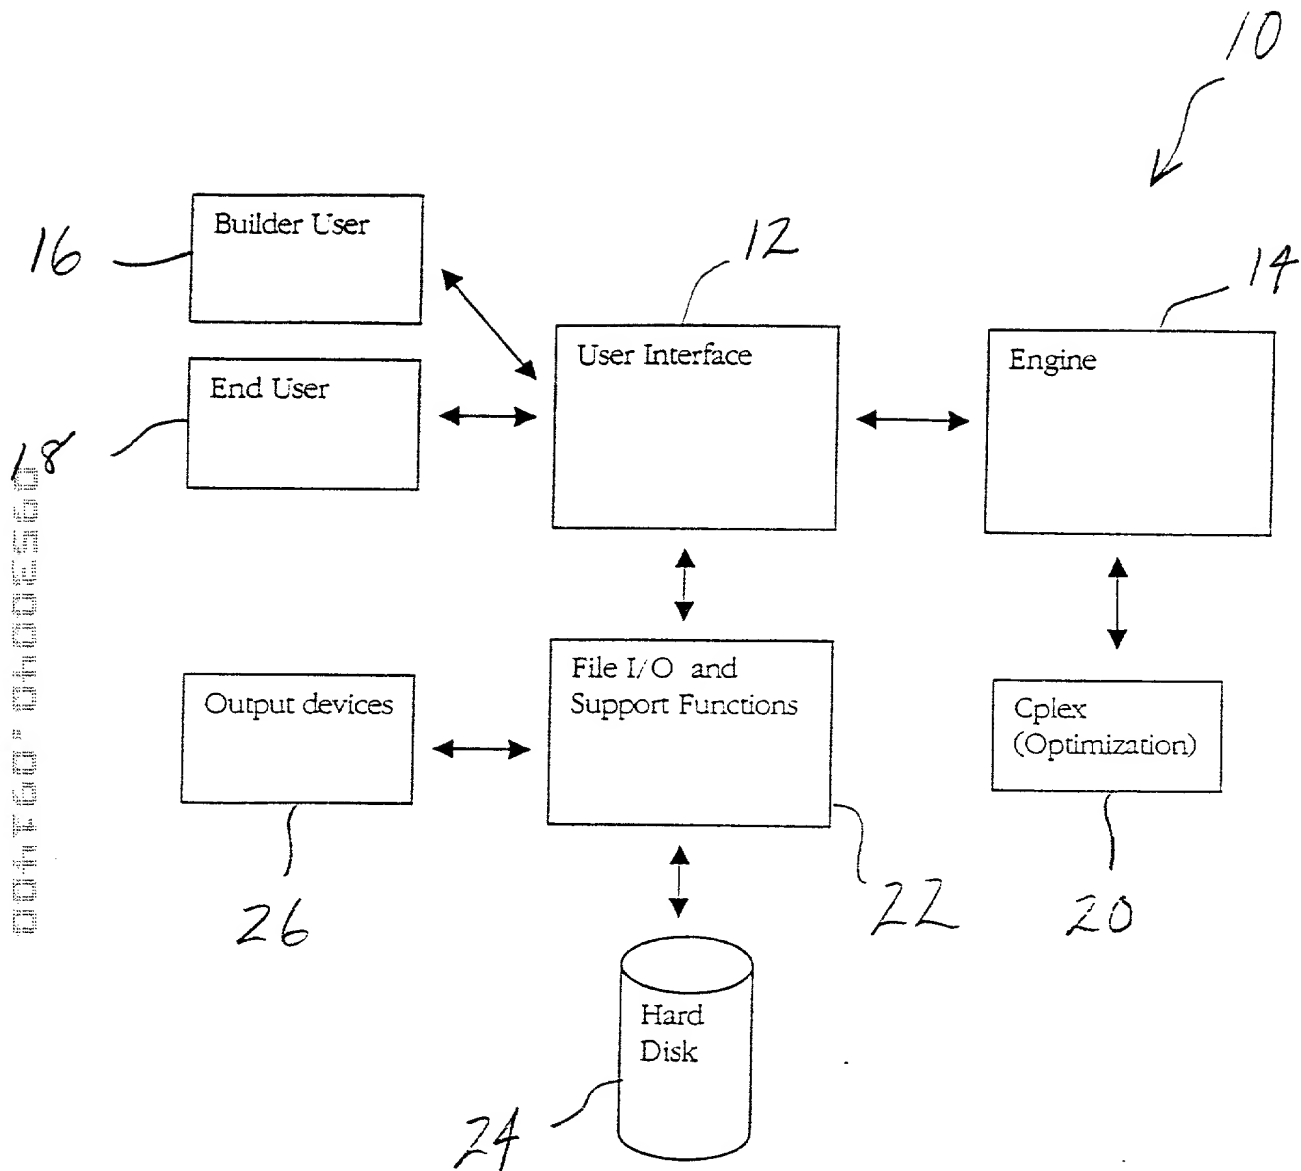 10
Builder User
16
12
14
User Interface
Engine
End User
18
File I/O and
Support Functions
Output devices
Cplex
(Optimization)
26
22
20
Hard
Disk
24